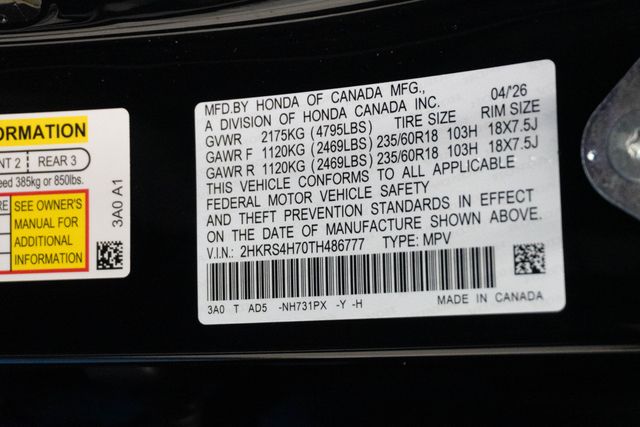 ORMATION
NT 2 REAR 3
eed 385kg or 850lbs.
RE SEE OWNER'S
MANUAL FOR
ADDITIONAL
INFORMATION
3A0 A1
MFD.BY HONDA OF CANADA MFG., 04/'26
A DIVISION OF HONDA CANADA INC.
TIRE SIZE RIM SIZE
GVWR 2175KG (4795LBS)
GAWR F 1120KG (2469LBS) 235/60R18 103H 18X7.5J
GAWR R 1120KG (2469LBS) 235/60R18 103H 18X7.5J
THIS VEHICLE CONFORMS TO ALL APPLICABLE
FEDERAL MOTOR VEHICLE SAFETY
AND THEFT PREVENTION STANDARDS IN EFFECT
ON THE DATE OF MANUFACTURE SHOWN ABOVE.
V.I.N.: 2HKRS4H70TH486777 TYPE: MPV
3A0 T AD5 -NH731PX -Y -H MADE IN CANADA